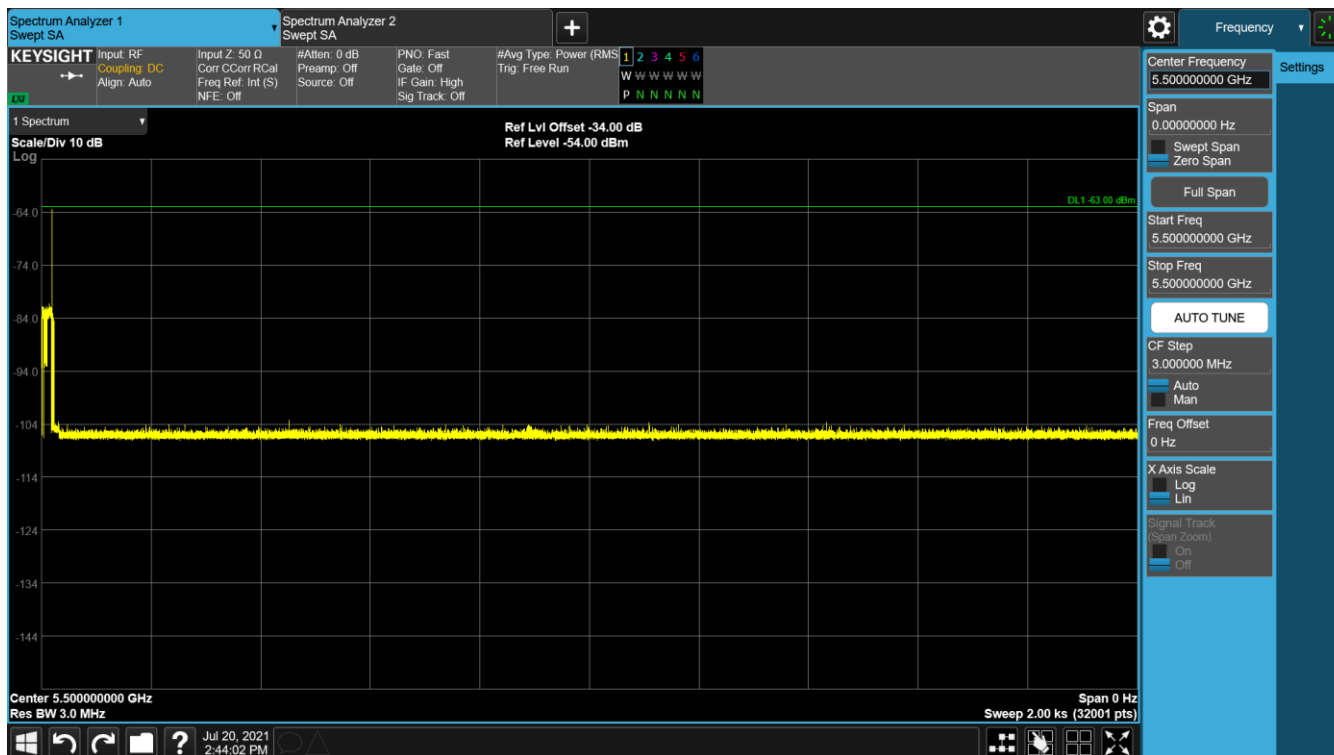 Spectrum Analyzer 1
Swept SA
Spectrum Analyzer 2
Swept SA
Frequency
KEYSIGHT
LXI
Input: RF
Coupling: DC
Align: Auto
Input Z: 50 Ω
Corr CCorr RCal
Freq Ref: Int (S)
NFE: Off
#Atten: 0 dB
Preamp: Off
Source: Off
PNO: Fast
Gate: Off
IF Gain: High
Sig Track: Off
#Avg Type: Power (RMS
Trig: Free Run
1 2 3 4 5 6
W W W W W W
P N N N N N
1 Spectrum
Scale/Div 10 dB
Log
Ref Lvl Offset -34.00 dB
Ref Level -54.00 dBm
DL1 -63.00 dBm
-64.0
-74.0
-84.0
-94.0
-104
-114
-124
-134
-144
Center 5.500000000 GHz
Res BW 3.0 MHz
Span 0 Hz
Sweep 2.00 ks (32001 pts)
Center Frequency
5.500000000 GHz
Settings
Span
0.00000000 Hz
Swept Span
Zero Span
Full Span
Start Freq
5.500000000 GHz
Stop Freq
5.500000000 GHz
AUTO TUNE
CF Step
3.000000 MHz
Auto
Man
Freq Offset
0 Hz
X Axis Scale
Log
Lin
Signal Track
(Span Zoom)
On
Off
?
Jul 20, 2021
2:44:02 PM